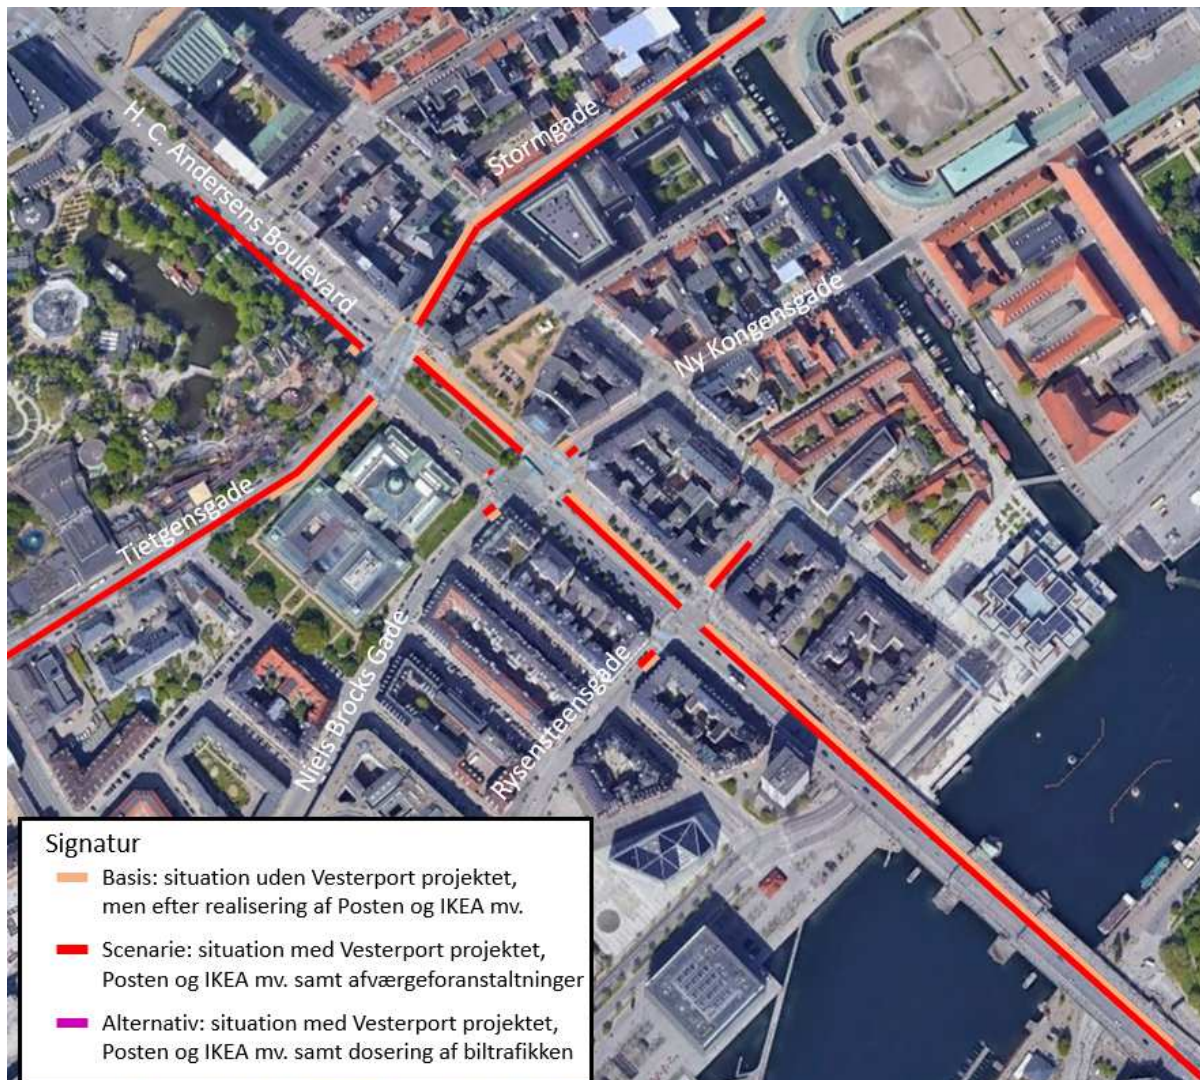 H. C. Andersens Boulevard
Stormgade
Ny Kongensgade
Tietgensgade
Niels Brocks Gade
Rysensteensgade
Signatur
Basis: situation uden Vesterport projektet,
men efter realisering af Posten og IKEA mv.
Scenarie: situation med Vesterport projektet,
Posten og IKEA mv. samt afværgeforanstaltninger
Alternativ: situation med Vesterport projektet,
Posten og IKEA mv. samt dosering af biltrafikken